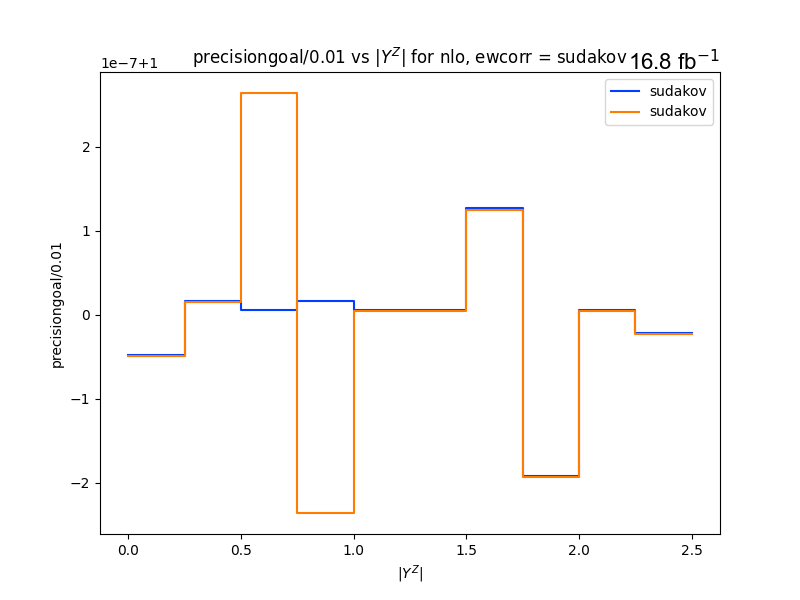 precisiongoal/0.01 vs |Y^Z| for nlo, ewcorr = sudakov 16.8 fb⁻¹
1e−7+1
sudakov
sudakov
2
1
0
−1
−2
precisiongoal/0.01
0.0 0.5 1.0 1.5 2.0 2.5
|Y^Z|